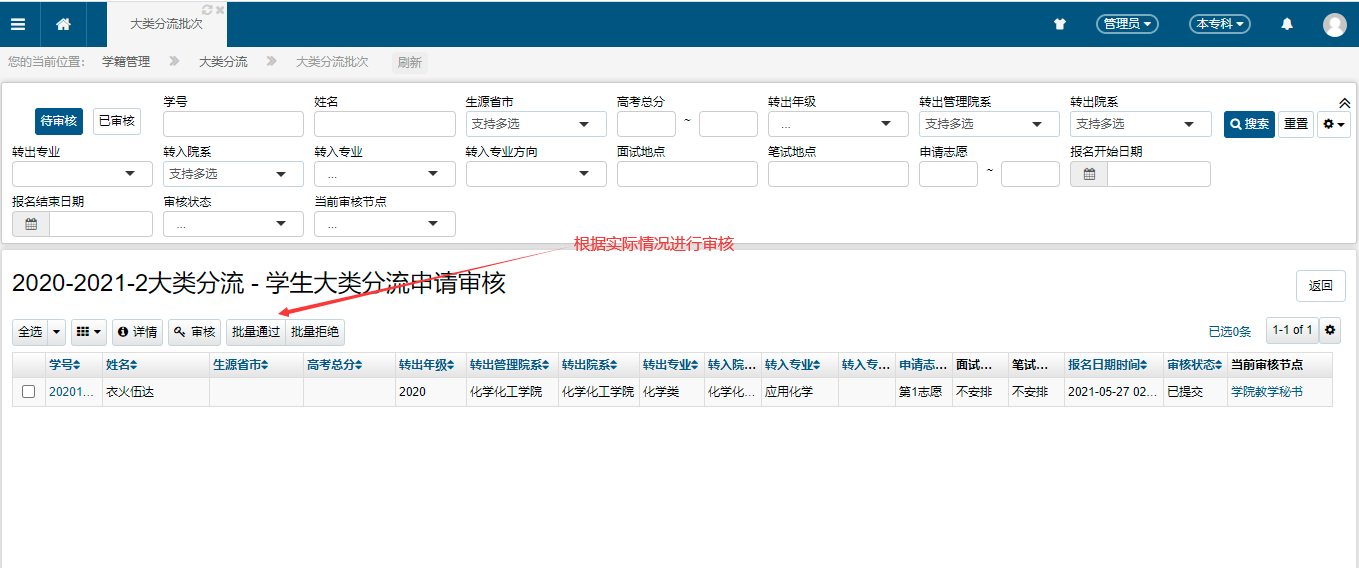 大类分流批次
管理员 本专科
您的当前位置： 学籍管理 大类分流 大类分流批次 刷新
待审核 已审核 学号 姓名 生源省市 支持多选 高考总分 ~ 转出年级 ... 转出管理院系 支持多选 转出院系 支持多选 搜索 重置
转出专业 转入院系 支持多选 转入专业 ... 转入专业方向 面试地点 笔试地点 申请志愿 ~ 报名开始日期
报名结束日期 审核状态 ... 当前审核节点 ...
根据实际情况进行审核
2020-2021-2大类分流 - 学生大类分流申请审核 返回
全选 详情 审核 批量通过 批量拒绝 已选0条 1-1 of 1
学号 姓名 生源省市 高考总分 转出年级 转出管理院系 转出院系 转出专业 转入院... 转入专业 转入专... 申请志... 面试... 笔试... 报名日期时间 审核状态 当前审核节点
20201... 衣火伍达 2020 化学化工学院 化学化工学院 化学类 化学化... 应用化学 第1志愿 不安排 不安排 2021-05-27 02... 已提交 学院教学秘书